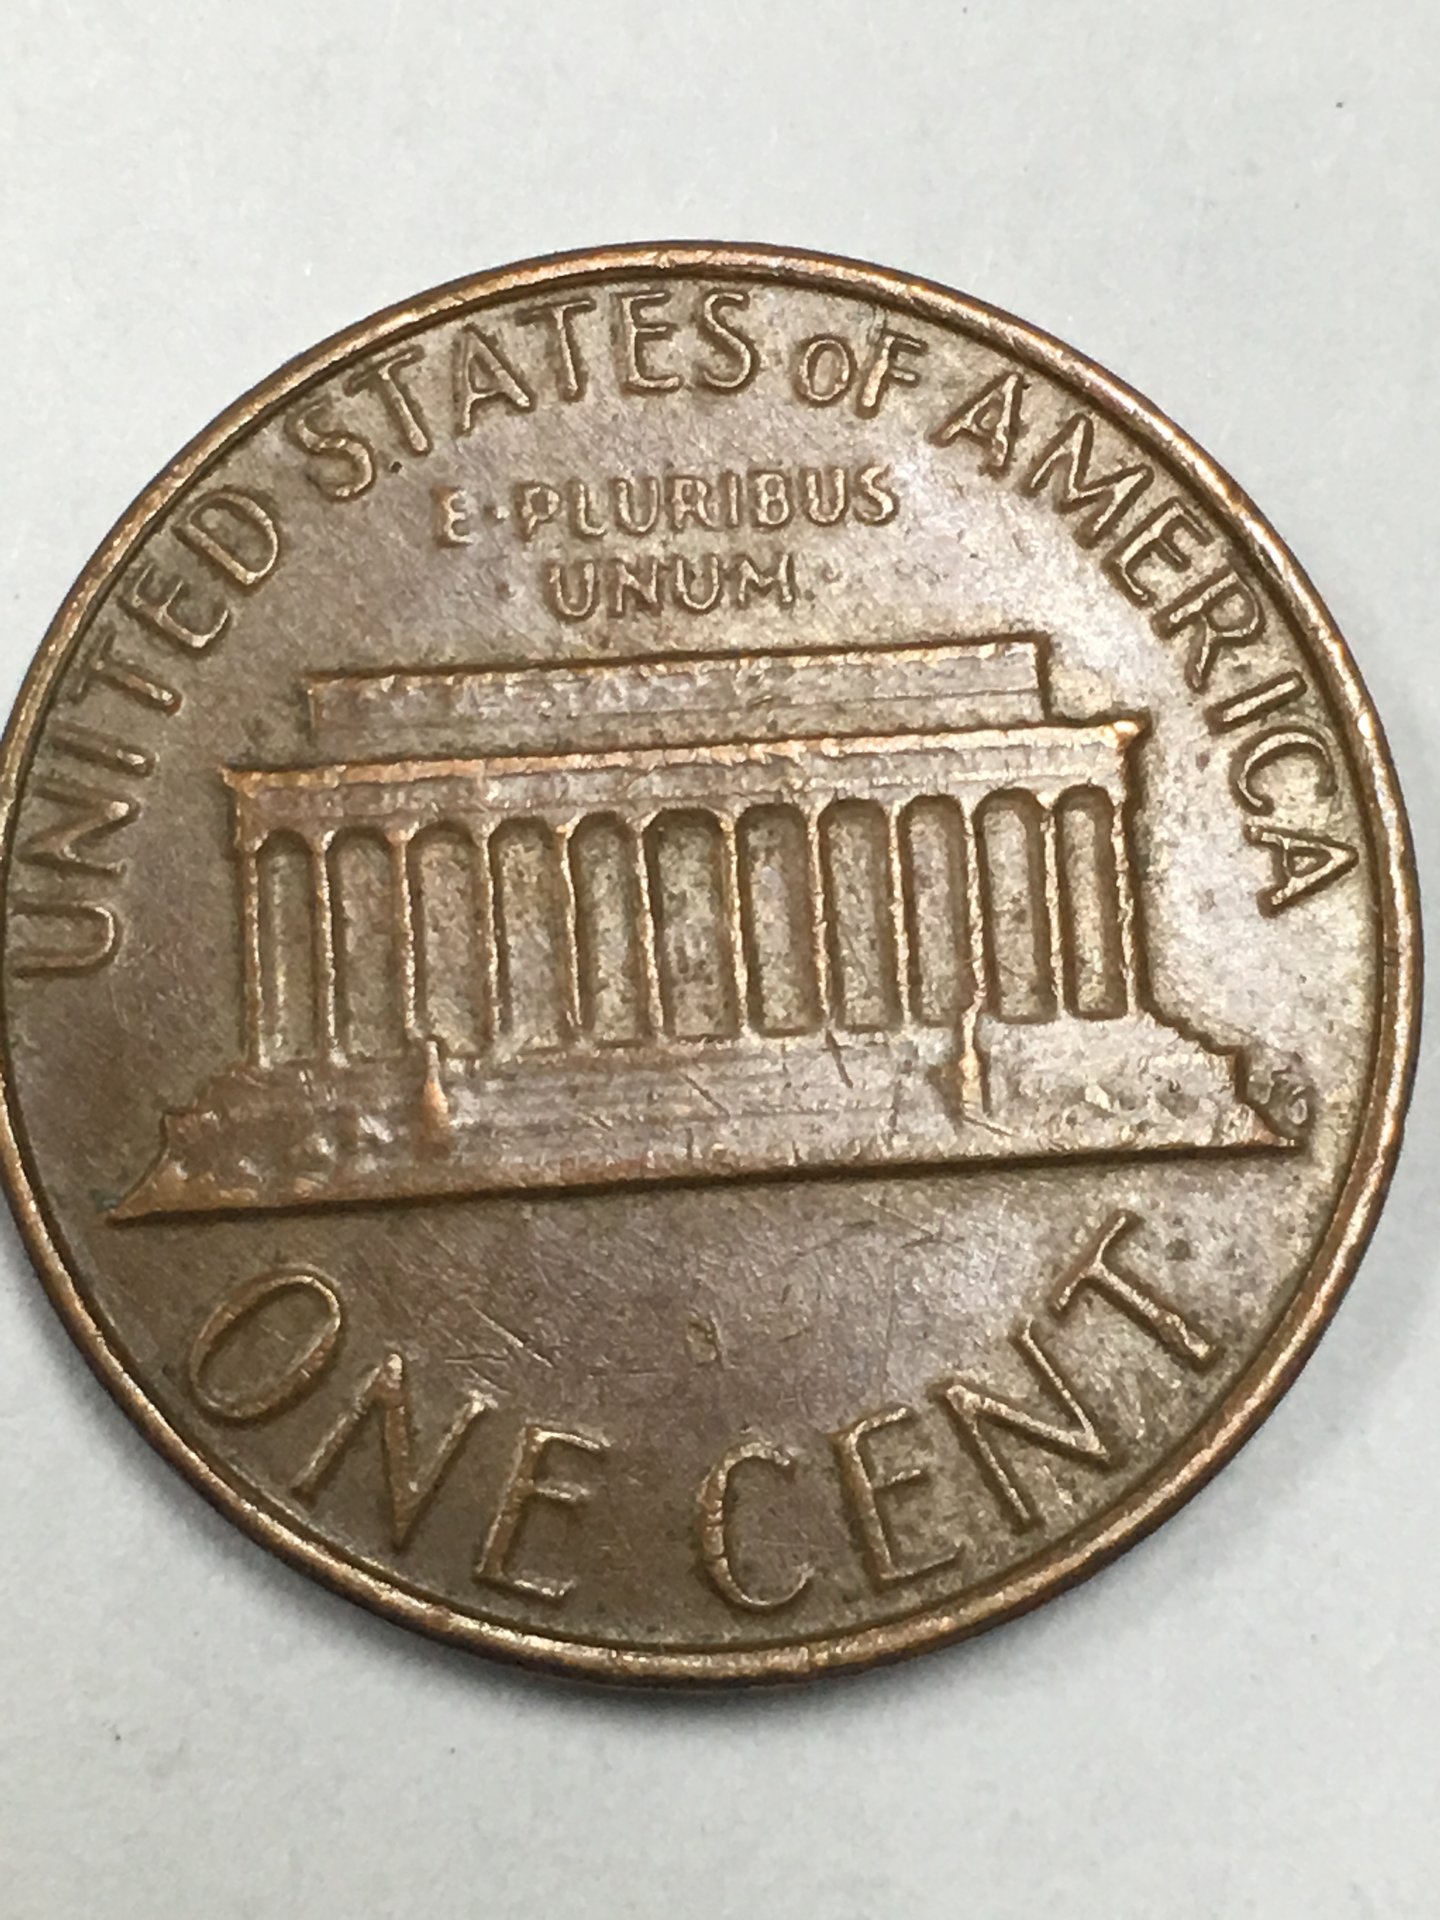 UNITED STATES OF AMERICA
E·PLURIBUS
UNUM·
ONE CENT